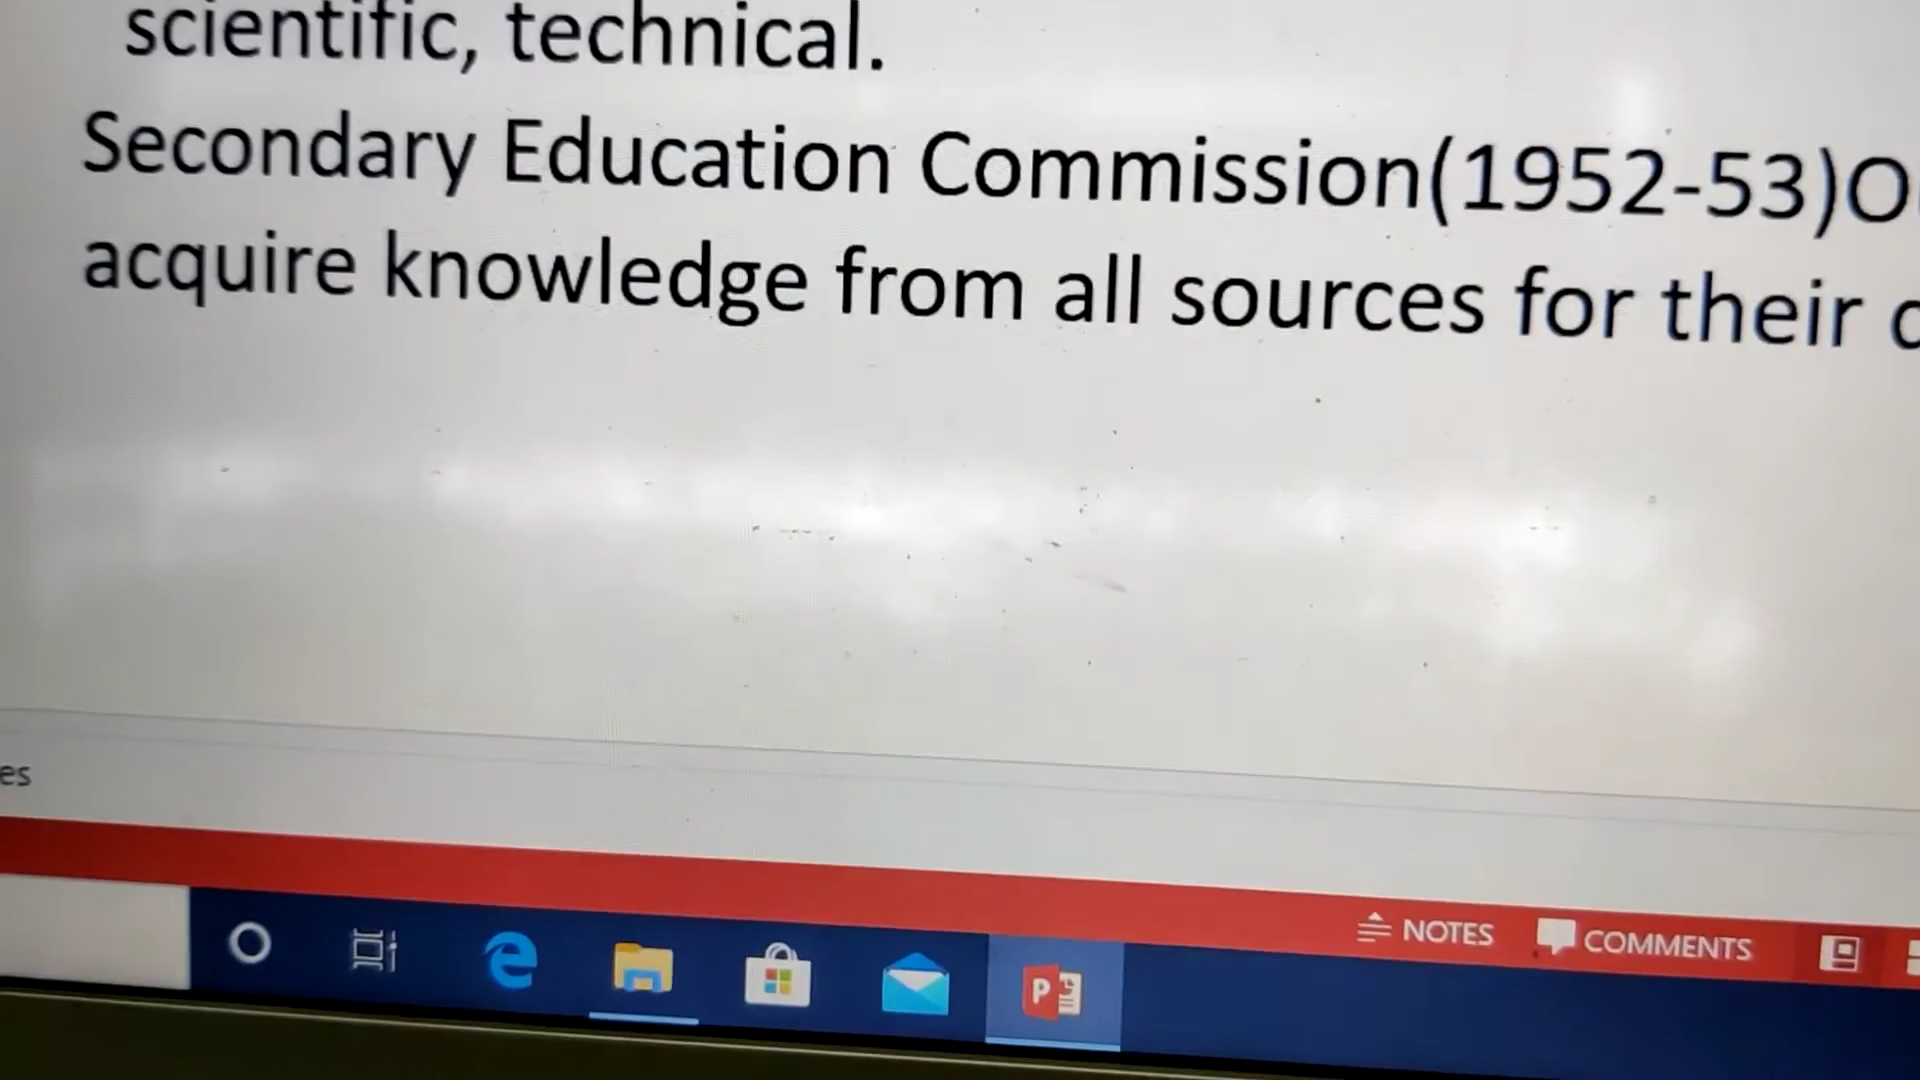 scientific, technical.
Secondary Education Commission(1952-53)
acquire knowledge from all sources for their
es
NOTES
COMMENTS